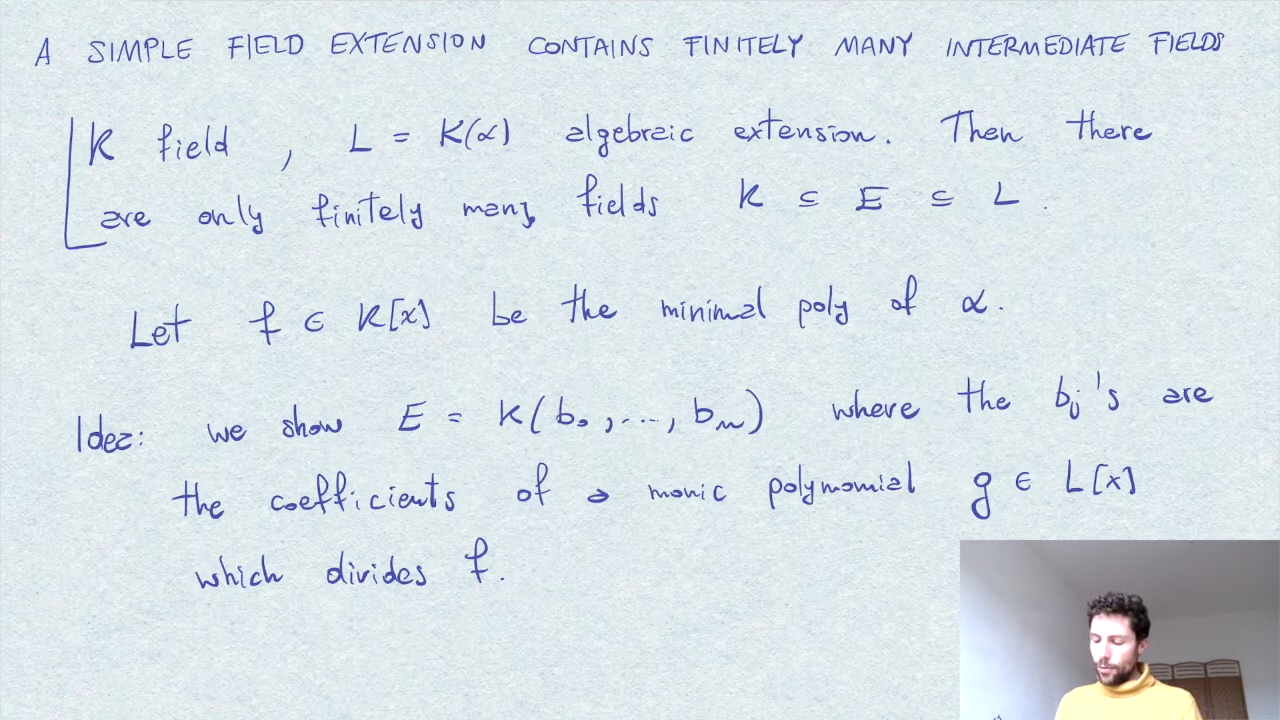 A SIMPLE FIELD EXTENSION CONTAINS FINITELY MANY INTERMEDIATE FIELDS
K field, L = K(α) algebraic extension. Then there
are only finitely many fields K ⊆ E ⊆ L.
Let f ∈ K[x] be the minimal poly of α.
Idea: we show E = K(b₀, ..., bₙ) where the bⱼ's are
the coefficients of a monic polynomial g ∈ L[x]
which divides f.